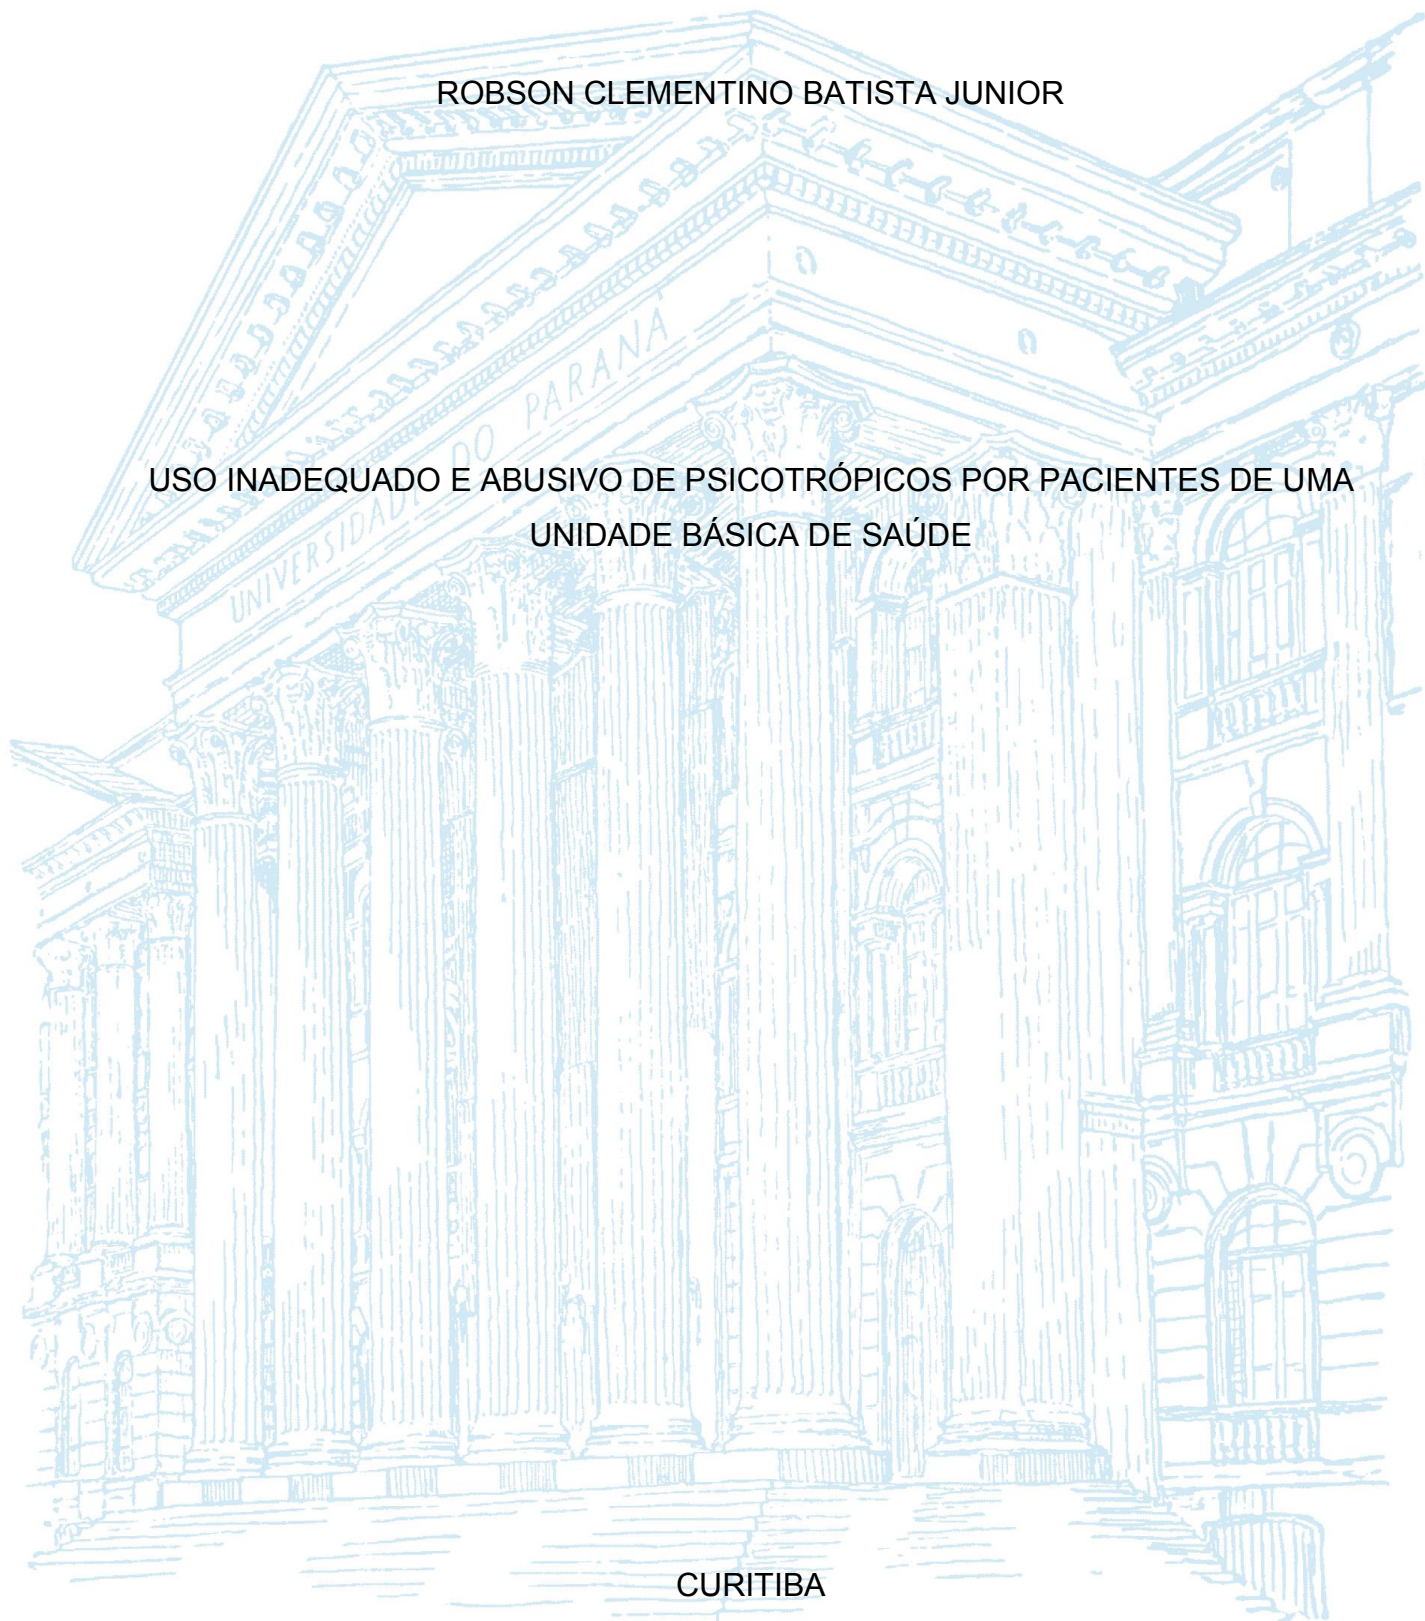 ROBSON CLEMENTINO BATISTA JUNIOR
UNIVERSIDADE DO PARANÁ
USO INADEQUADO E ABUSIVO DE PSICOTRÓPICOS POR PACIENTES DE UMA
UNIDADE BÁSICA DE SAÚDE
CURITIBA